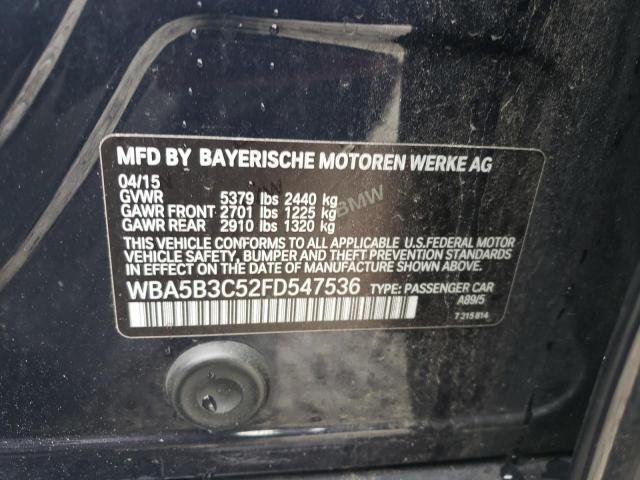 MFD BY BAYERISCHE MOTOREN WERKE AG
04/15
GVWR 5379 lbs 2440 kg
GAWR FRONT 2701 lbs 1225 kg
GAWR REAR 2910 lbs 1320 kg
BMW
THIS VEHICLE CONFORMS TO ALL APPLICABLE U.S.FEDERAL MOTOR
VEHICLE SAFETY, BUMPER AND THEFT PREVENTION STANDARDS
IN EFFECT ON THE DATE OF MANUFACTURE SHOWN ABOVE.
WBA5B3C52FD547536 TYPE: PASSENGER CAR
A89/5
7 315 814